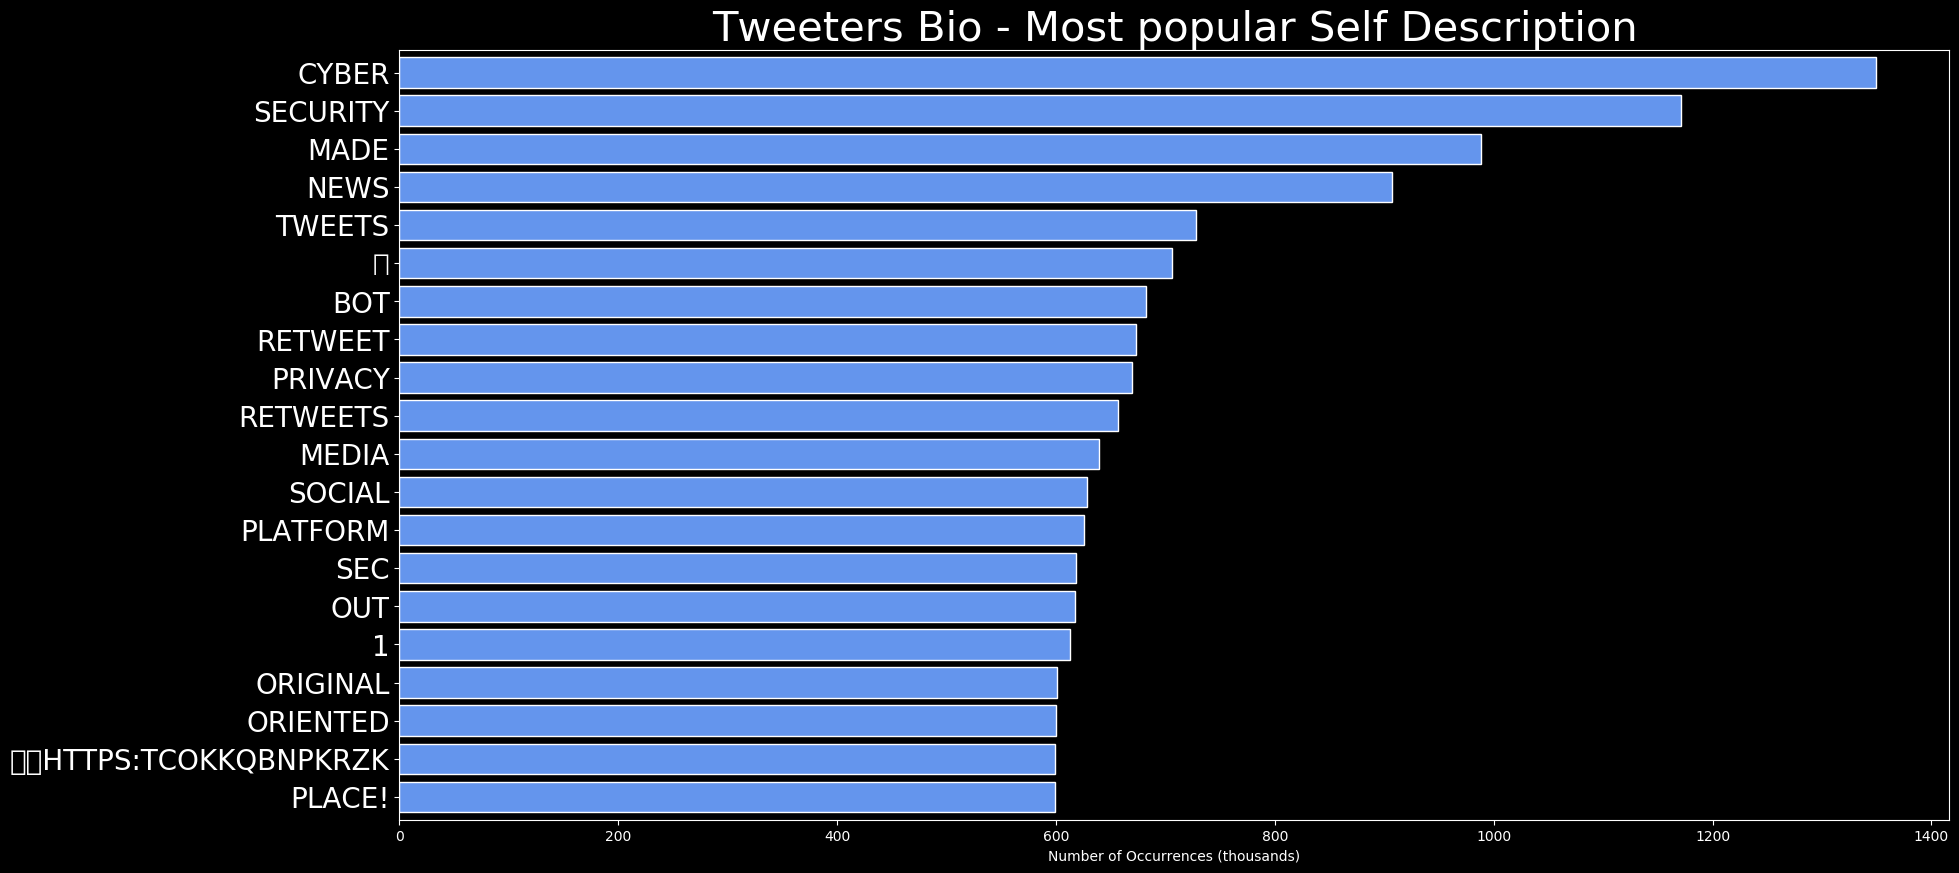 Tweeters Bio - Most popular Self Description
CYBER
SECURITY
MADE
NEWS
TWEETS
BOT
RETWEET
PRIVACY
RETWEETS
MEDIA
SOCIAL
PLATFORM
SEC
OUT
1
ORIGINAL
ORIENTED
HTTPS:TCOKKQBNPKRZK
PLACE!
0 200 400 600 800 1000 1200 1400
Number of Occurrences (thousands)